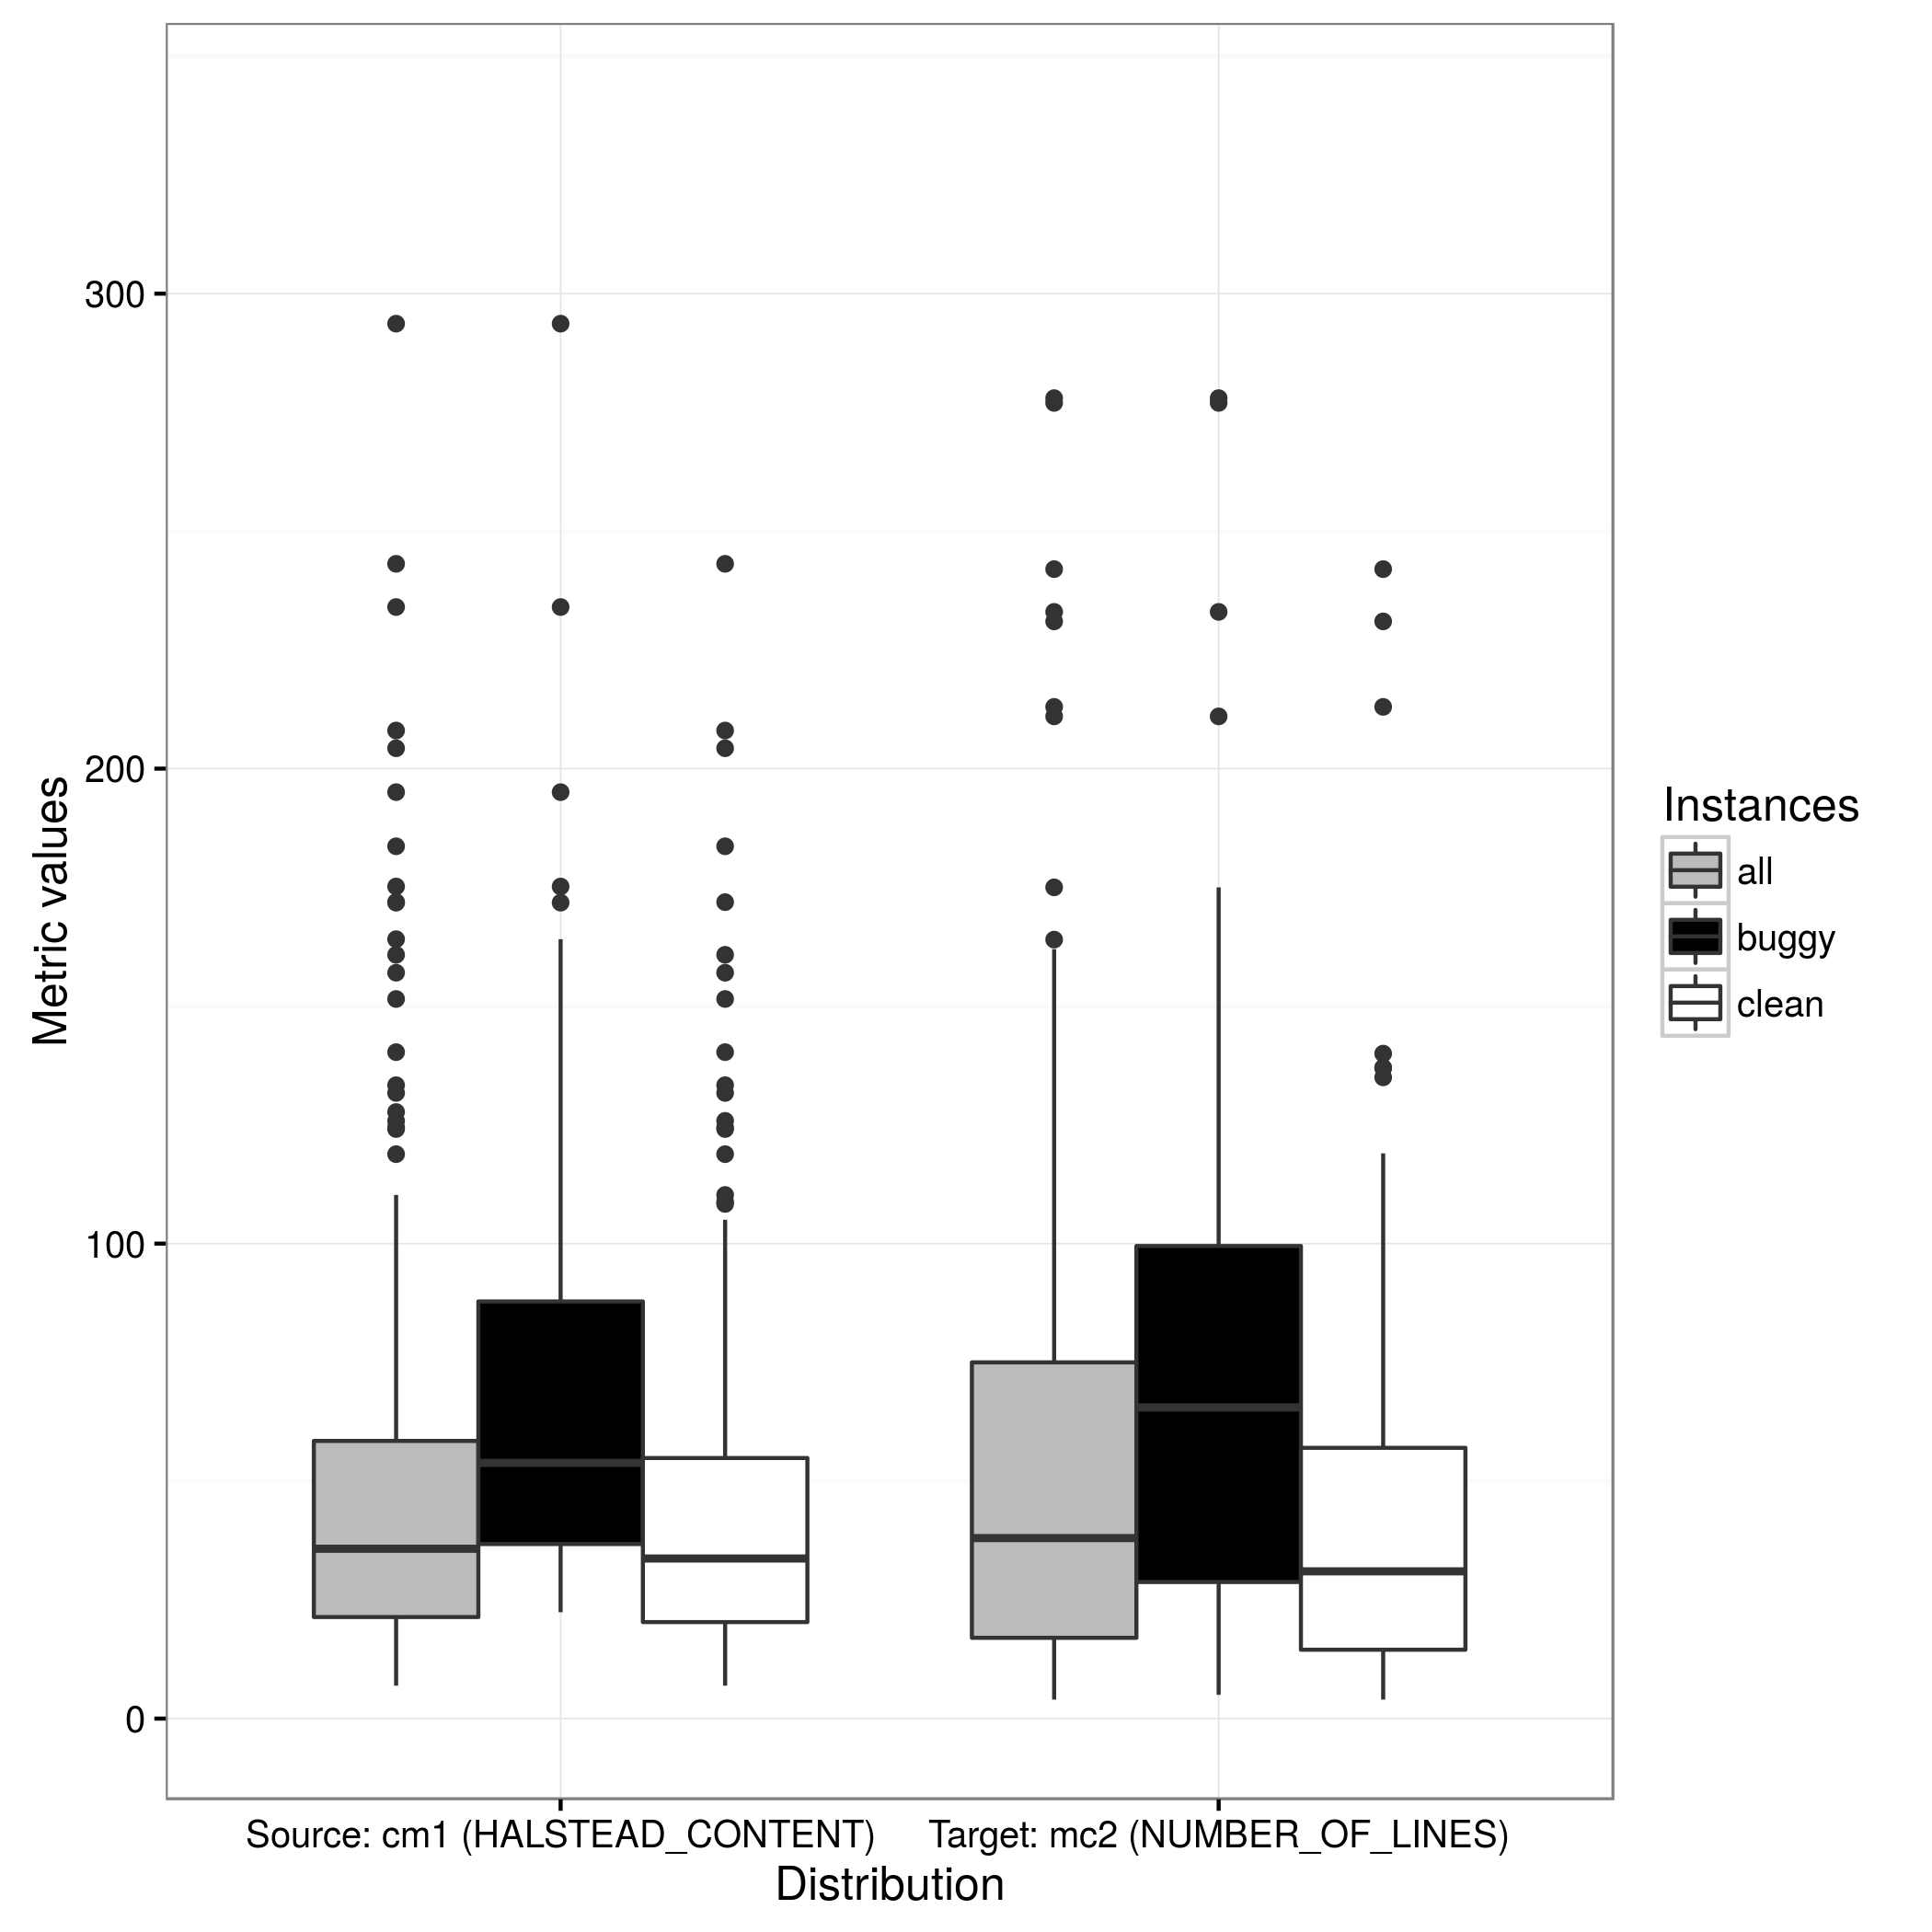 Metric values
300
200
100
0
Source: cm1 (HALSTEAD_CONTENT)
Target: mc2 (NUMBER_OF_LINES)
Distribution
Instances
all
buggy
clean